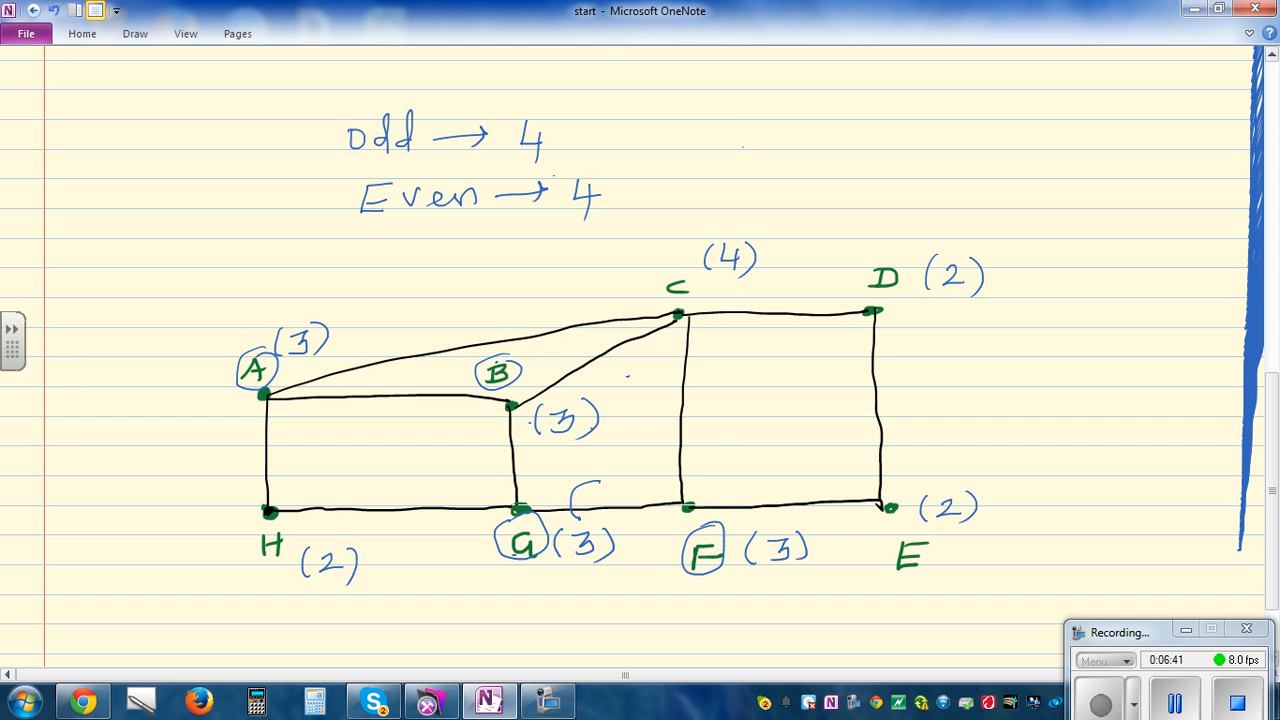 start - Microsoft OneNote
File Home Draw View Pages
Odd → 4
Even → 4
(4)
C D (2)
A (3)
B
(3)
(2)
H (2) G (3) F (3) E
Recording...
Menu 0:06:41 8.0 fps